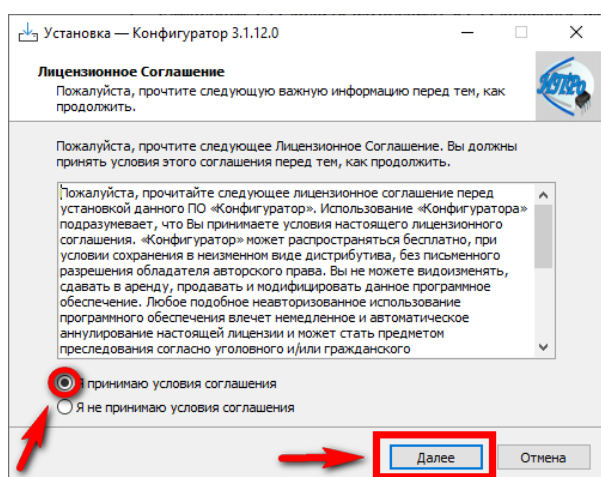 Установка — Конфигуратор 3.1.12.0
Лицензионное Соглашение
Пожалуйста, прочтите следующую важную информацию перед тем, как
продолжить.
Пожалуйста, прочтите следующее Лицензионное Соглашение. Вы должны
принять условия этого соглашения перед тем, как продолжить.
Пожалуйста, прочитайте следующее лицензионное соглашение перед
установкой данного ПО «Конфигуратор». Использование «Конфигуратора»
подразумевает, что Вы принимаете условия настоящего лицензионного
соглашения. «Конфигуратор» может распространяться бесплатно, при
условии сохранения в неизменном виде дистрибутива, без письменного
разрешения обладателя авторского права. Вы не можете видоизменять,
сдавать в аренду, продавать и модифицировать данное программное
обеспечение. Любое подобное неавторизованное использование
программного обеспечения влечет немедленное и автоматическое
аннулирование настоящей лицензии и может стать предметом
преследования согласно уголовного и/или гражданского
Я принимаю условия соглашения
Я не принимаю условия соглашения
Далее
Отмена